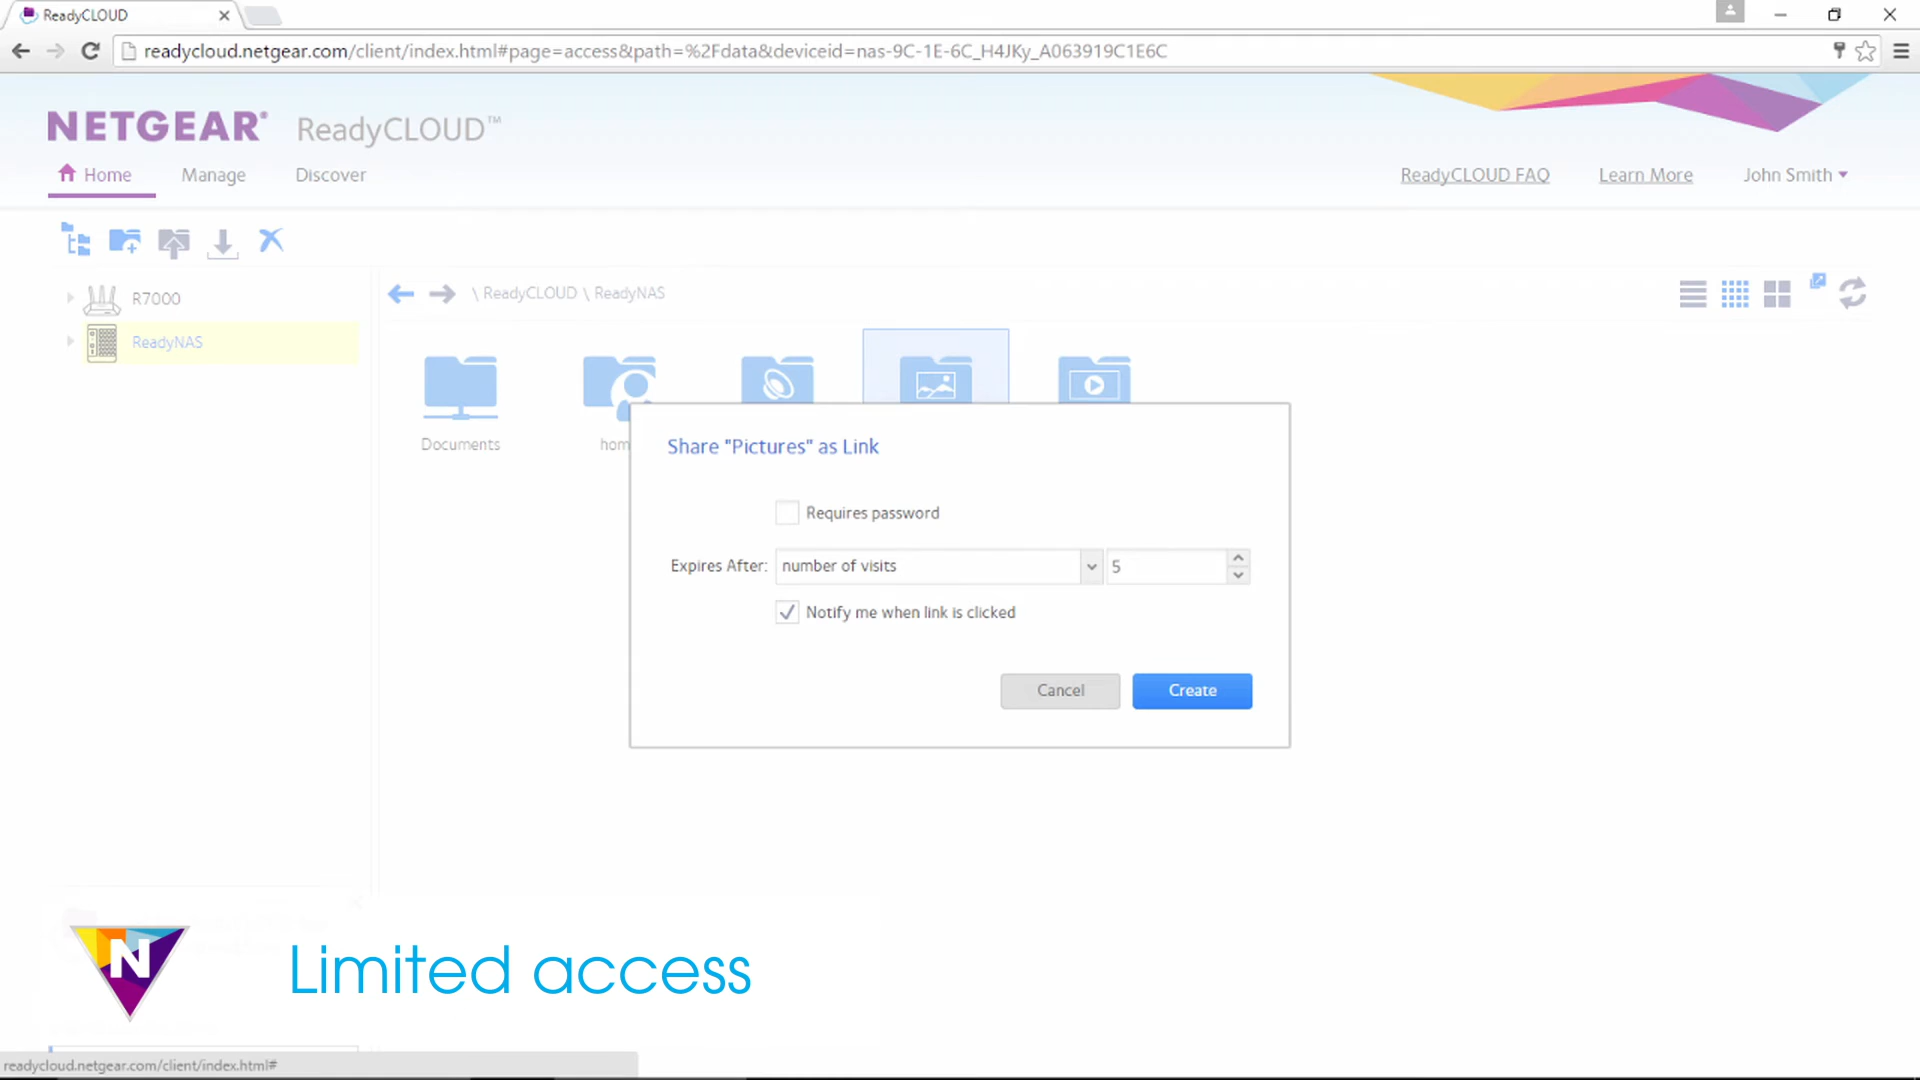 ReadyCLOUD
readycloud.netgear.com/client/index.html#page=access&path=%2Fdata&deviceid=nas-9C-1E-6C_H4JKy_A063919C1E6C
NETGEAR® ReadyCLOUD™
Home Manage Discover
ReadyCLOUD FAQ Learn More John Smith
R7000
ReadyNAS
\ ReadyCLOUD \ ReadyNAS
Documents
hom
Share "Pictures" as Link
Requires password
Expires After: number of visits 5
Notify me when link is clicked
Cancel Create
N
Limited access
readycloud.netgear.com/client/index.html#